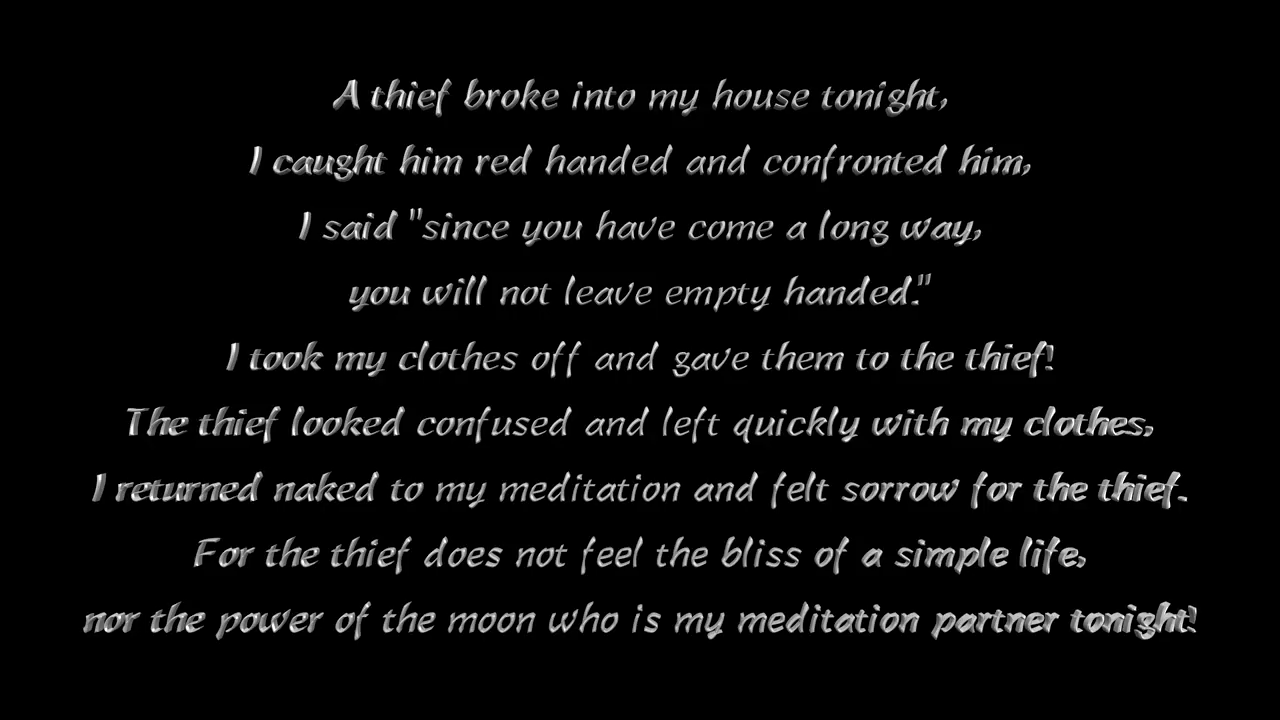 A thief broke into my house tonight,
I caught him red handed and confronted him,
I said "since you have come a long way,
you will not leave empty handed."
I took my clothes off and gave them to the thief!
The thief looked confused and left quickly with my clothes,
I returned naked to my meditation and felt sorrow for the thief.
For the thief does not feel the bliss of a simple life,
nor the power of the moon who is my meditation partner tonight!